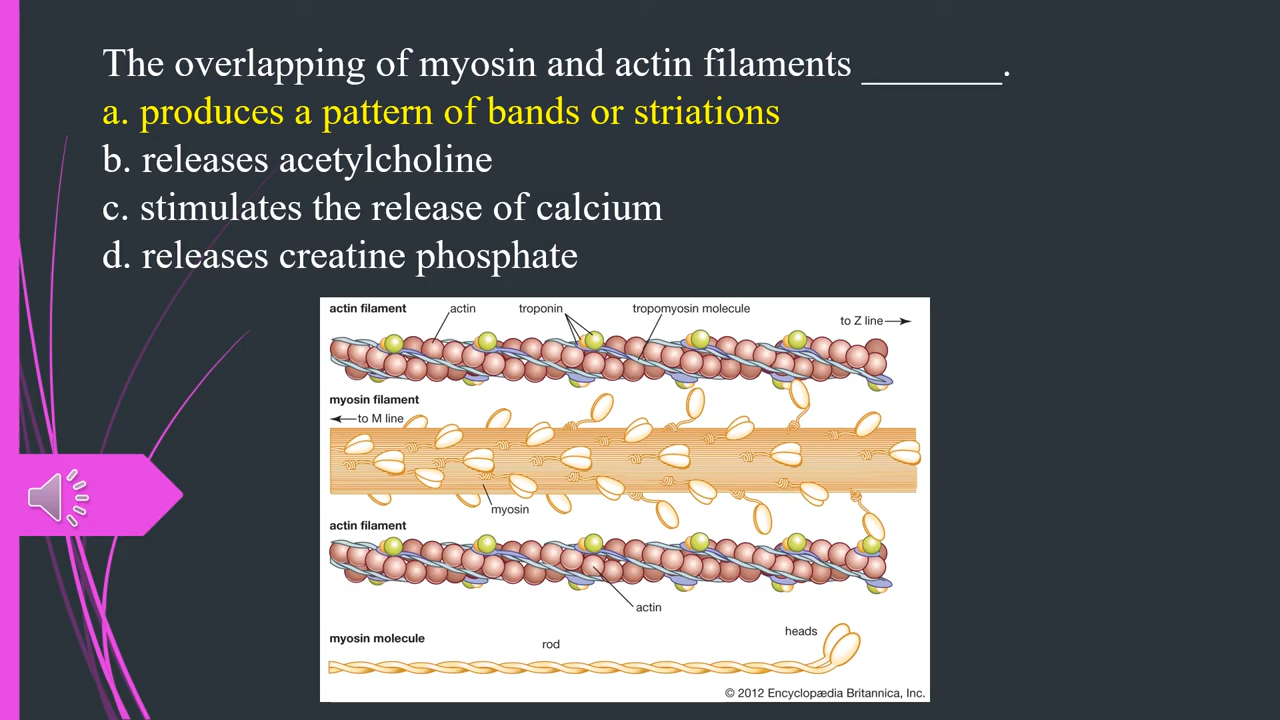 The overlapping of myosin and actin filaments _______.
a. produces a pattern of bands or striations
b. releases acetylcholine
c. stimulates the release of calcium
d. releases creatine phosphate
actin filament
actin
troponin
tropomyosin molecule
to Z line
myosin filament
to M line
myosin
actin filament
actin
myosin molecule
rod
heads
© 2012 Encyclopædia Britannica, Inc.